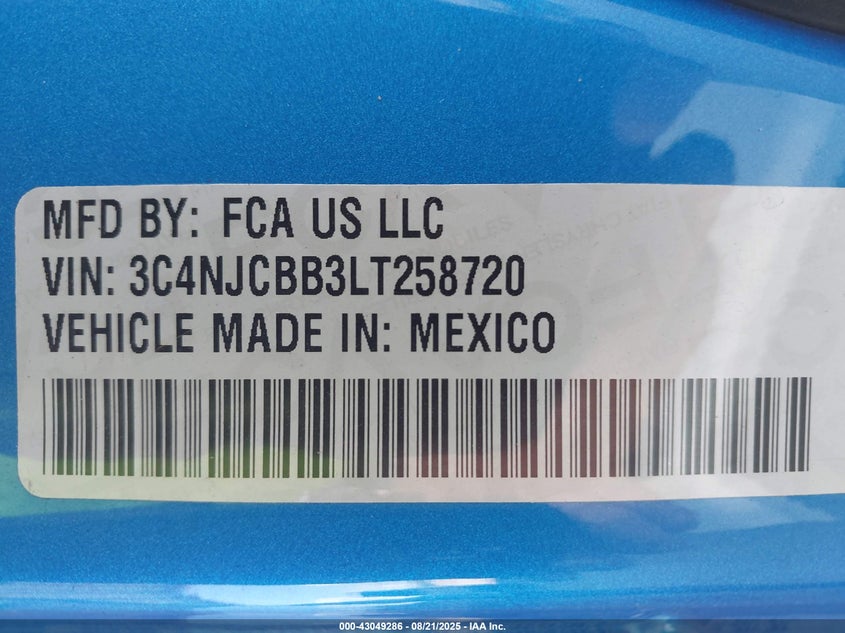 MFD BY: FCA US LLC
VIN: 3C4NJCBB3LT258720
VEHICLE MADE IN: MEXICO
000-43049286 - 08/21/2025 - IAA Inc.